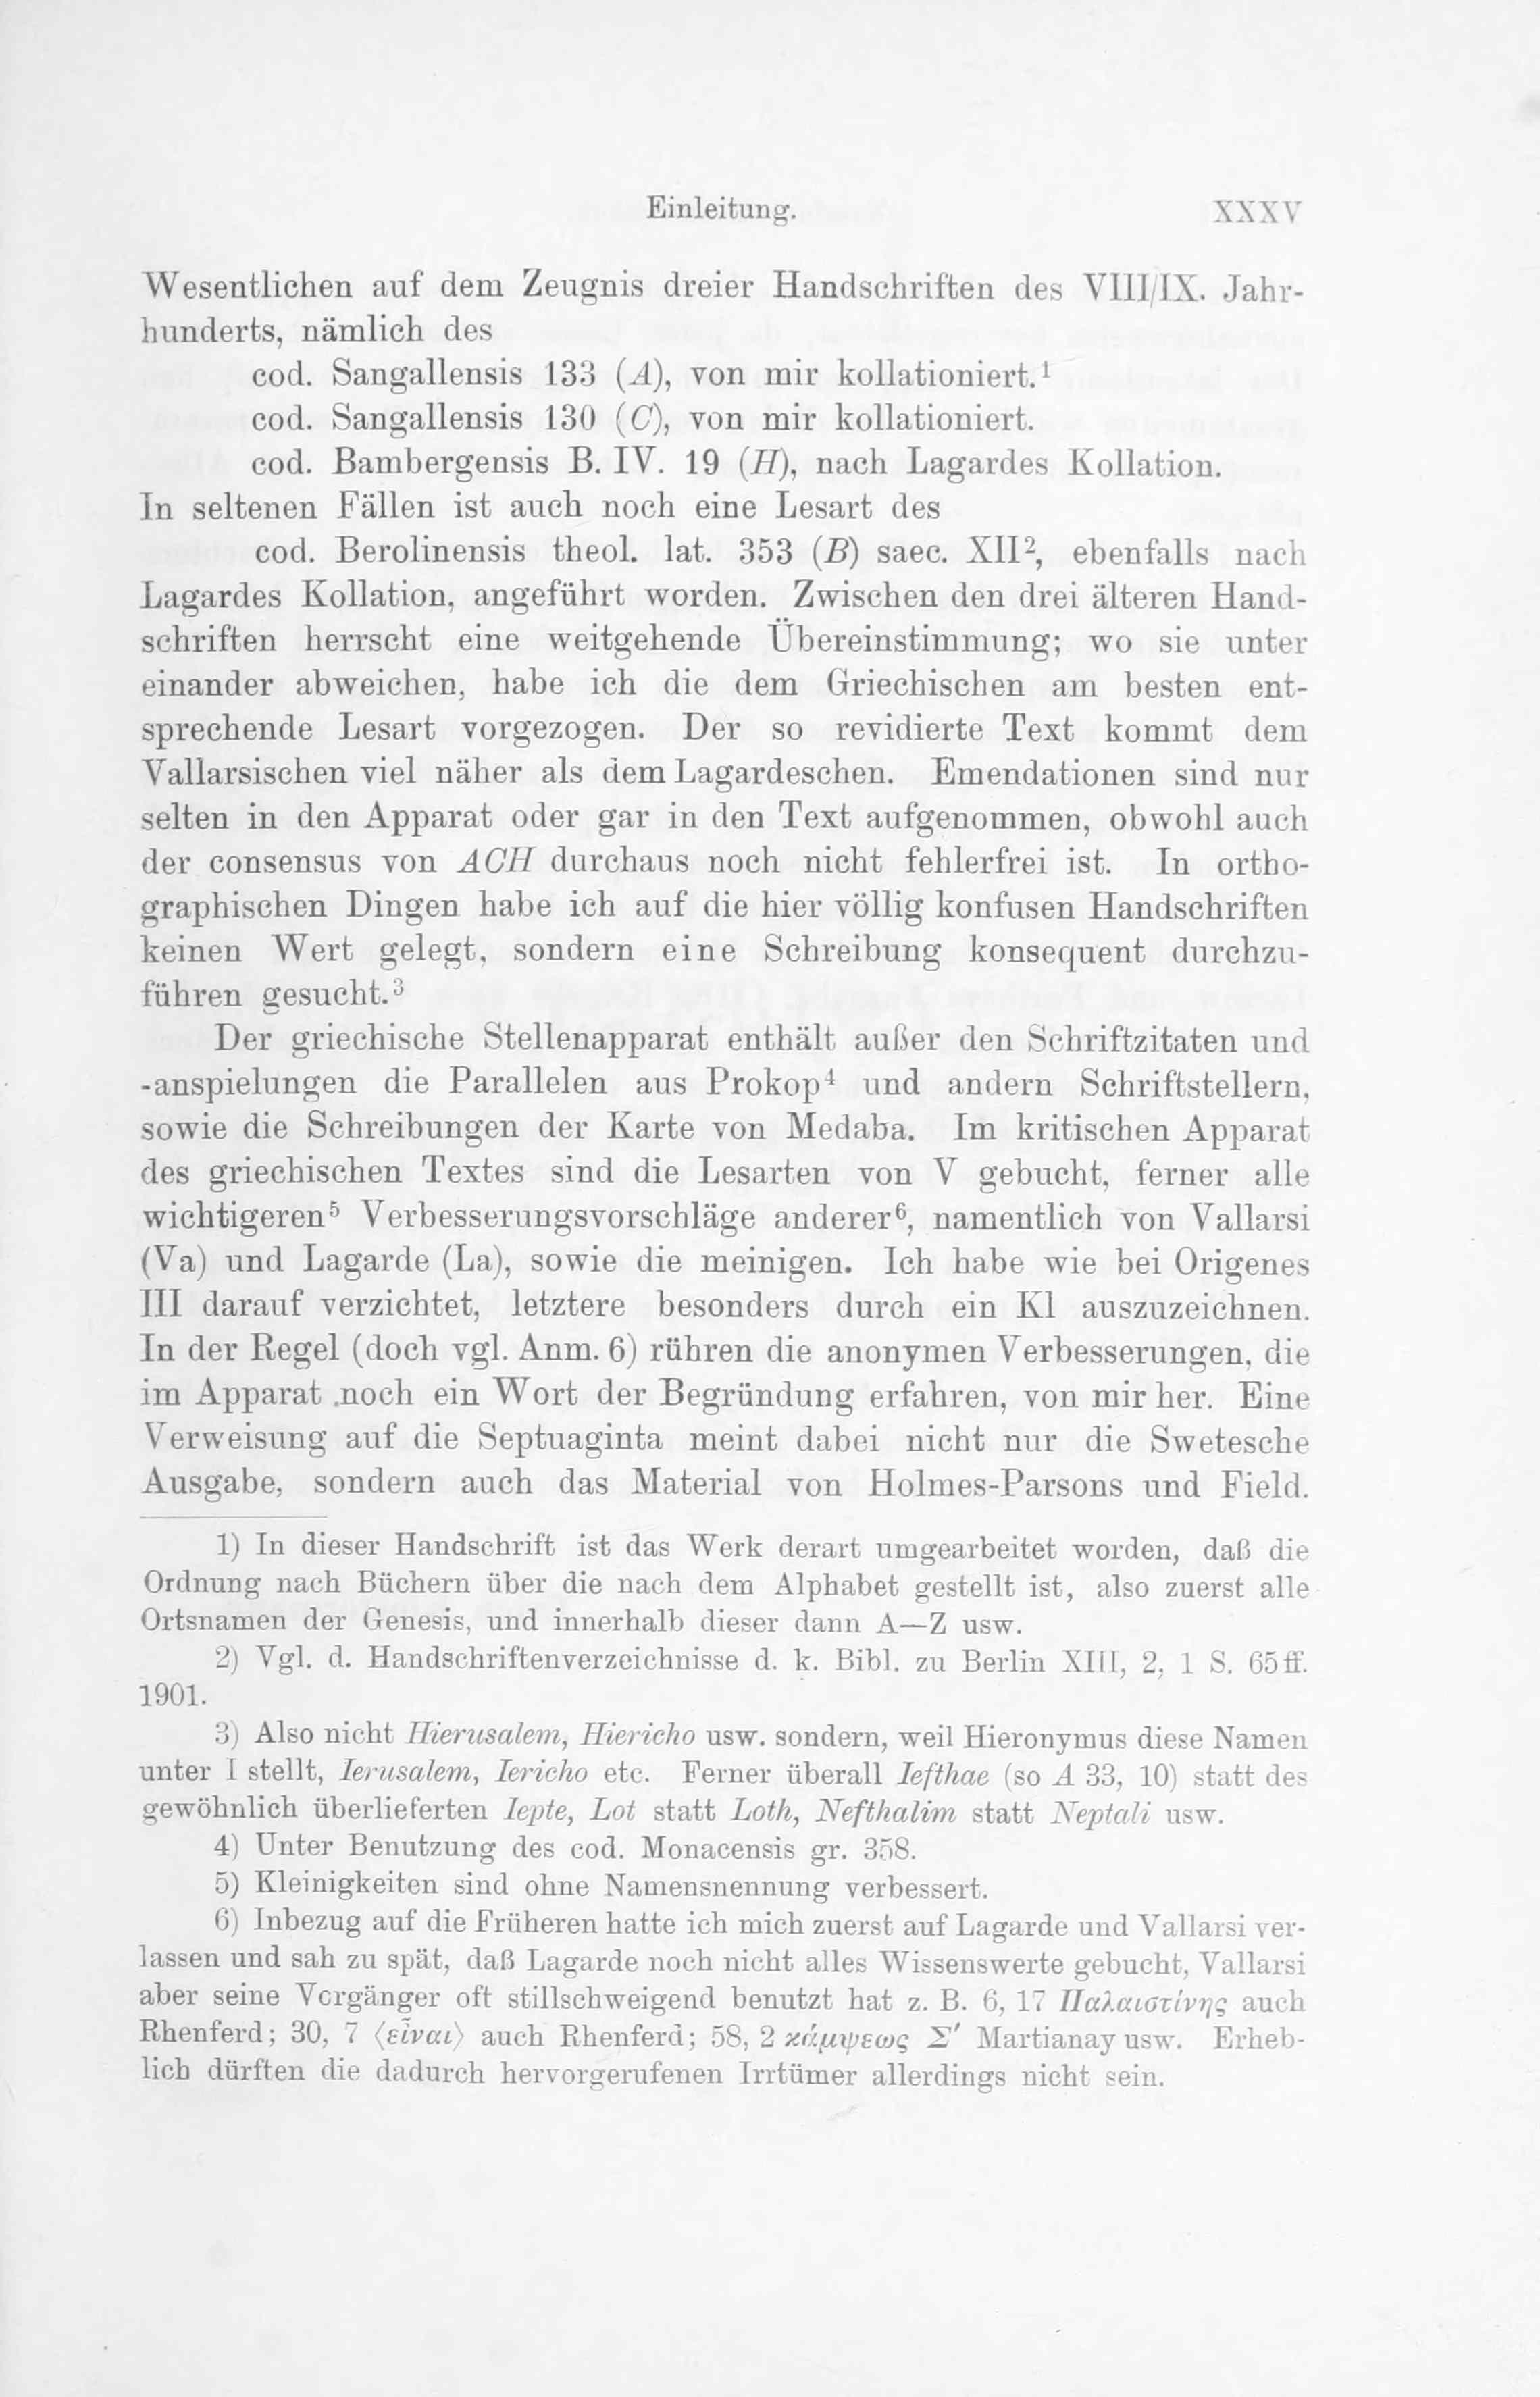 Einleitung. XXXV
Wesentlichen auf dem Zeugnis dreier Handschriften des VIII/IX. Jahr-
hunderts, nämlich des
cod. Sangallensis 133 (A), von mir kollationiert.¹
cod. Sangallensis 130 (C), von mir kollationiert.
cod. Bambergensis B. IV. 19 (H), nach Lagardes Kollation.
In seltenen Fällen ist auch noch eine Lesart des
cod. Berolinensis theol. lat. 353 (B) saec. XII², ebenfalls nach
Lagardes Kollation, angeführt worden. Zwischen den drei älteren Hand-
schriften herrscht eine weitgehende Übereinstimmung; wo sie unter
einander abweichen, habe ich die dem Griechischen am besten ent-
sprechende Lesart vorgezogen. Der so revidierte Text kommt dem
Vallarsischen viel näher als dem Lagardeschen. Emendationen sind nur
selten in den Apparat oder gar in den Text aufgenommen, obwohl auch
der consensus von ACH durchaus noch nicht fehlerfrei ist. In ortho-
graphischen Dingen habe ich auf die hier völlig konfusen Handschriften
keinen Wert gelegt, sondern eine Schreibung konsequent durchzu-
führen gesucht.³
Der griechische Stellenapparat enthält außer den Schriftzitaten und
-anspielungen die Parallelen aus Prokop⁴ und andern Schriftstellern,
sowie die Schreibungen der Karte von Medaba. Im kritischen Apparat
des griechischen Textes sind die Lesarten von V gebucht, ferner alle
wichtigeren⁵ Verbesserungsvorschläge anderer⁶, namentlich von Vallarsi
(Va) und Lagarde (La), sowie die meinigen. Ich habe wie bei Origenes
III darauf verzichtet, letztere besonders durch ein Kl auszuzeichnen.
In der Regel (doch vgl. Anm. 6) rühren die anonymen Verbesserungen, die
im Apparat noch ein Wort der Begründung erfahren, von mir her. Eine
Verweisung auf die Septuaginta meint dabei nicht nur die Swetesche
Ausgabe, sondern auch das Material von Holmes-Parsons und Field.
1) In dieser Handschrift ist das Werk derart umgearbeitet worden, daß die
Ordnung nach Büchern über die nach dem Alphabet gestellt ist, also zuerst alle
Ortsnamen der Genesis, und innerhalb dieser dann A—Z usw.
2) Vgl. d. Handschriftenverzeichnisse d. k. Bibl. zu Berlin XIII, 2, 1 S. 65ff.
1901.
3) Also nicht Hierusalem, Hiericho usw. sondern, weil Hieronymus diese Namen
unter I stellt, Ierusalem, Iericho etc. Ferner überall Iefthae (so A 33, 10) statt des
gewöhnlich überlieferten Iepte, Lot statt Loth, Nefthalim statt Neptali usw.
4) Unter Benutzung des cod. Monacensis gr. 358.
5) Kleinigkeiten sind ohne Namensnennung verbessert.
6) Inbezug auf die Früheren hatte ich mich zuerst auf Lagarde und Vallarsi ver-
lassen und sah zu spät, daß Lagarde noch nicht alles Wissenswerte gebucht, Vallarsi
aber seine Vorgänger oft stillschweigend benutzt hat z. B. 6, 17 Παλαιστίνης auch
Rhenferd; 30, 7 ⟨εἶναι⟩ auch Rhenferd; 58, 2 κάμψεως Σ′ Martianay usw. Erheb-
lich dürften die dadurch hervorgerufenen Irrtümer allerdings nicht sein.